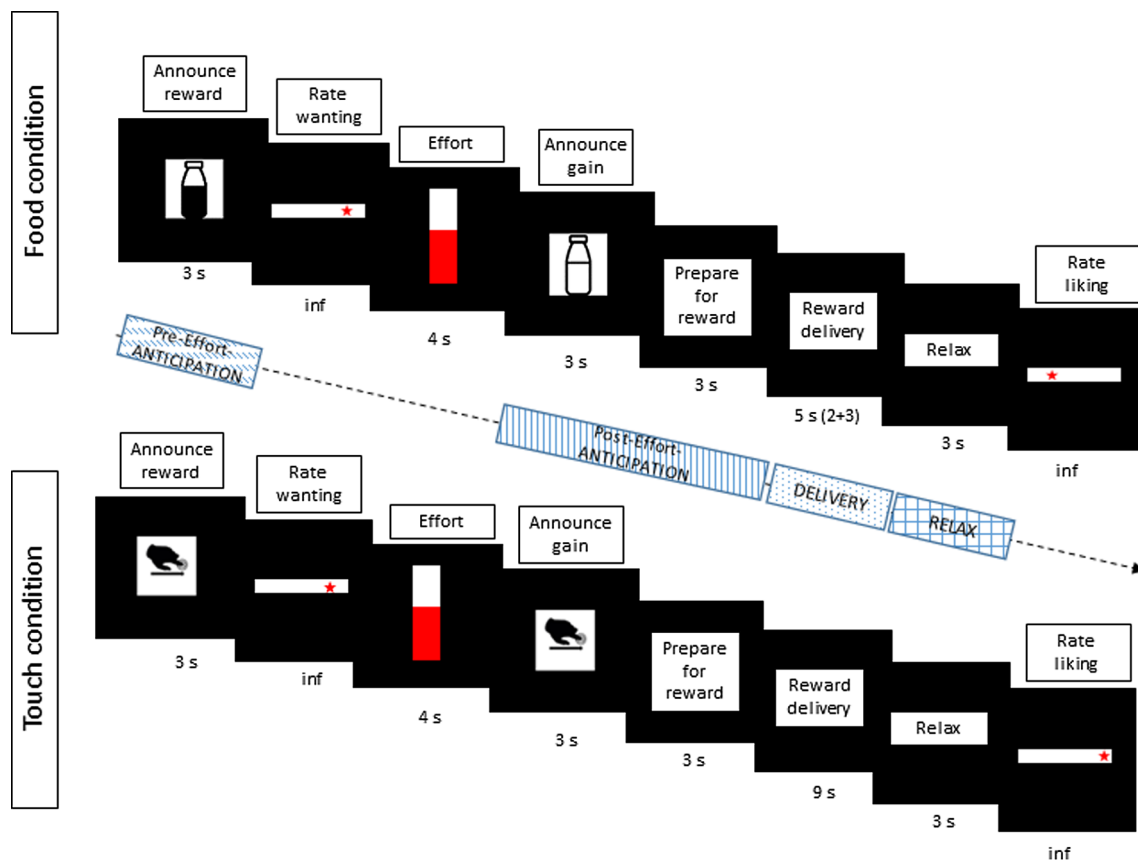 Food condition
Announce
reward
3 s
Rate
wanting
inf
Effort
4 s
Announce
gain
3 s
Prepare
for
reward
3 s
Reward
delivery
5 s (2+3)
Relax
3 s
Rate
liking
inf
Pre-Effort-
ANTICIPATION
Post-Effort-
ANTICIPATION
DELIVERY
RELAX
Touch condition
Announce
reward
3 s
Rate
wanting
inf
Effort
4 s
Announce
gain
3 s
Prepare
for
reward
3 s
Reward
delivery
9 s
Relax
3 s
Rate
liking
inf